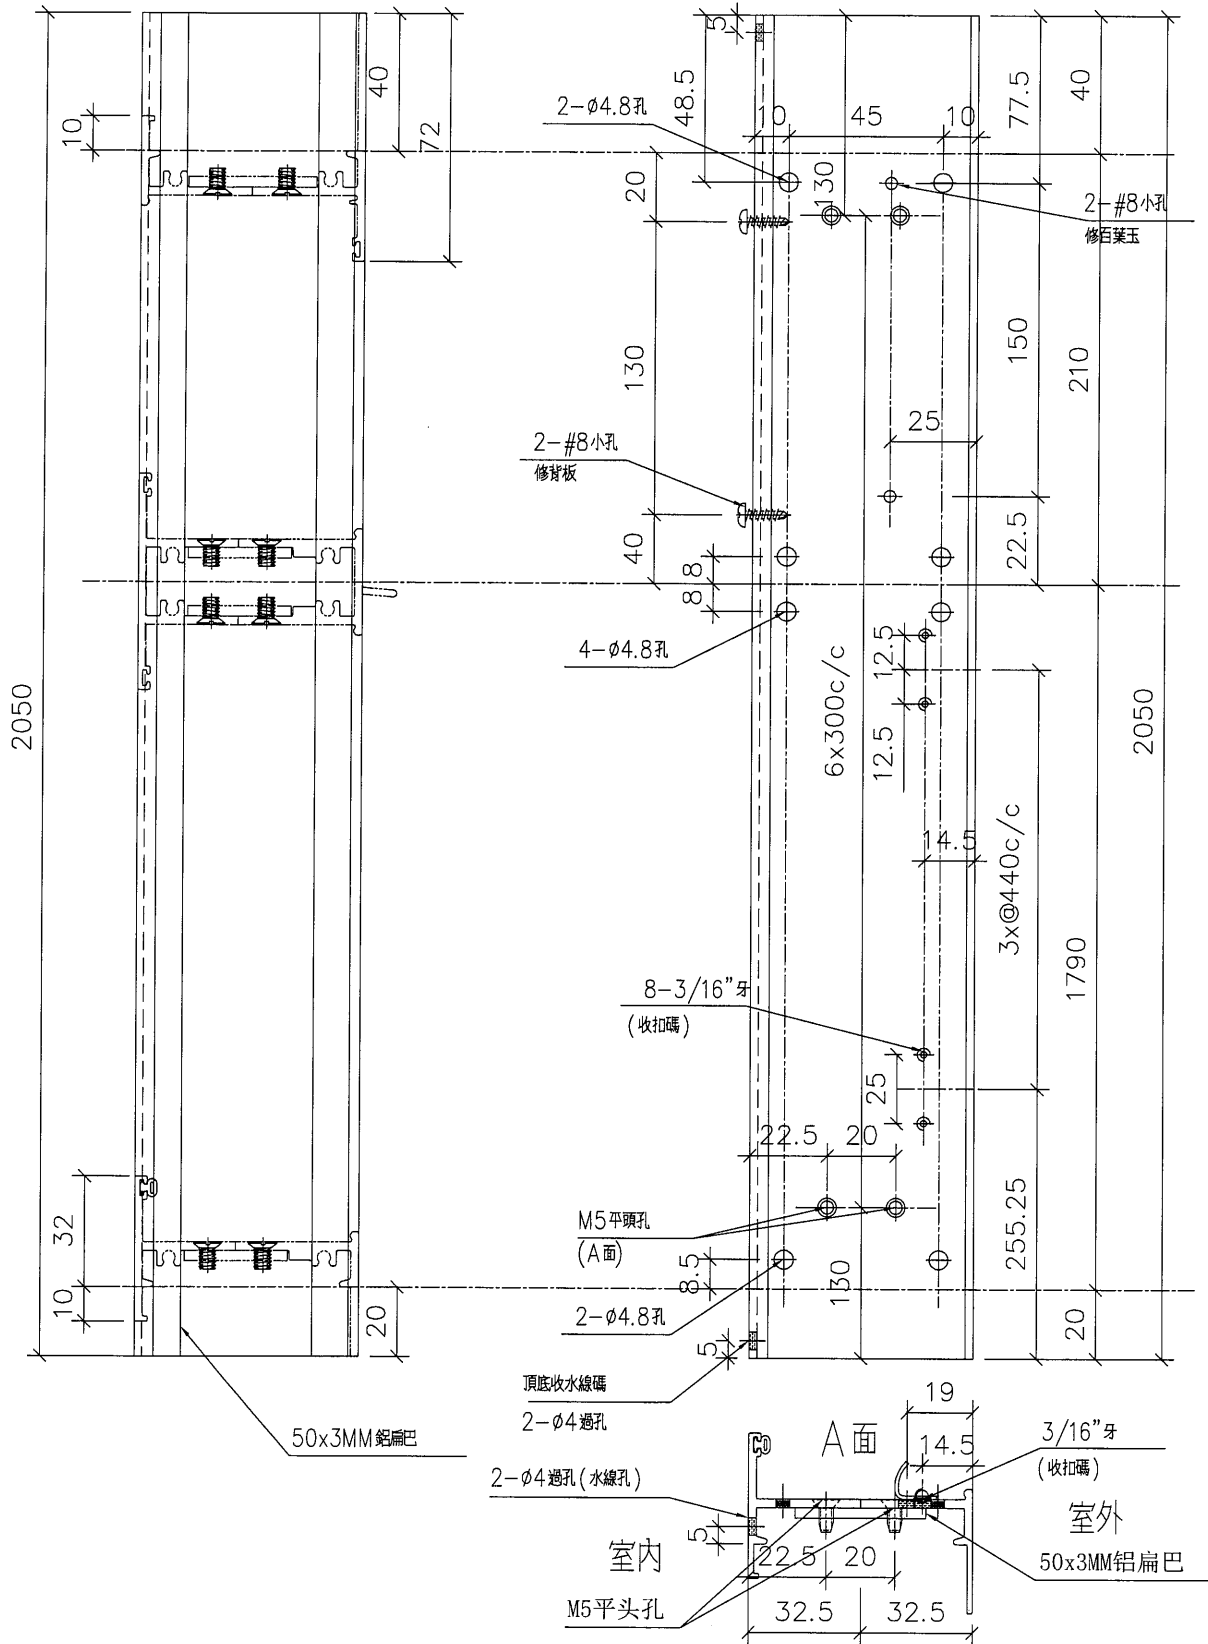 5
40
72
10
48.5
2-φ4.8孔
10
45
10
77.5
40
20
130
2-#8小孔
修百葉玉
130
150
210
25
2-#8小孔
修背板
40
8
8
22.5
4-φ4.8孔
12.5
6x300c/c
12.5
2050
2050
14.5
3x@440c/c
1790
8-3/16”牙
(收扣碼)
25
22.5
20
32
M5平頭孔
(A面)
255.25
8.5
130
10
20
2-φ4.8孔
20
5
頂底收水線碼
2-φ4過孔
50x3MM鋁扁巴
19
A面
3/16”牙
14.5
(收扣碼)
2-φ4過孔(水線孔)
5
室外
室内
22.5
20
50x3MM铝扁巴
M5平头孔
32.5
32.5